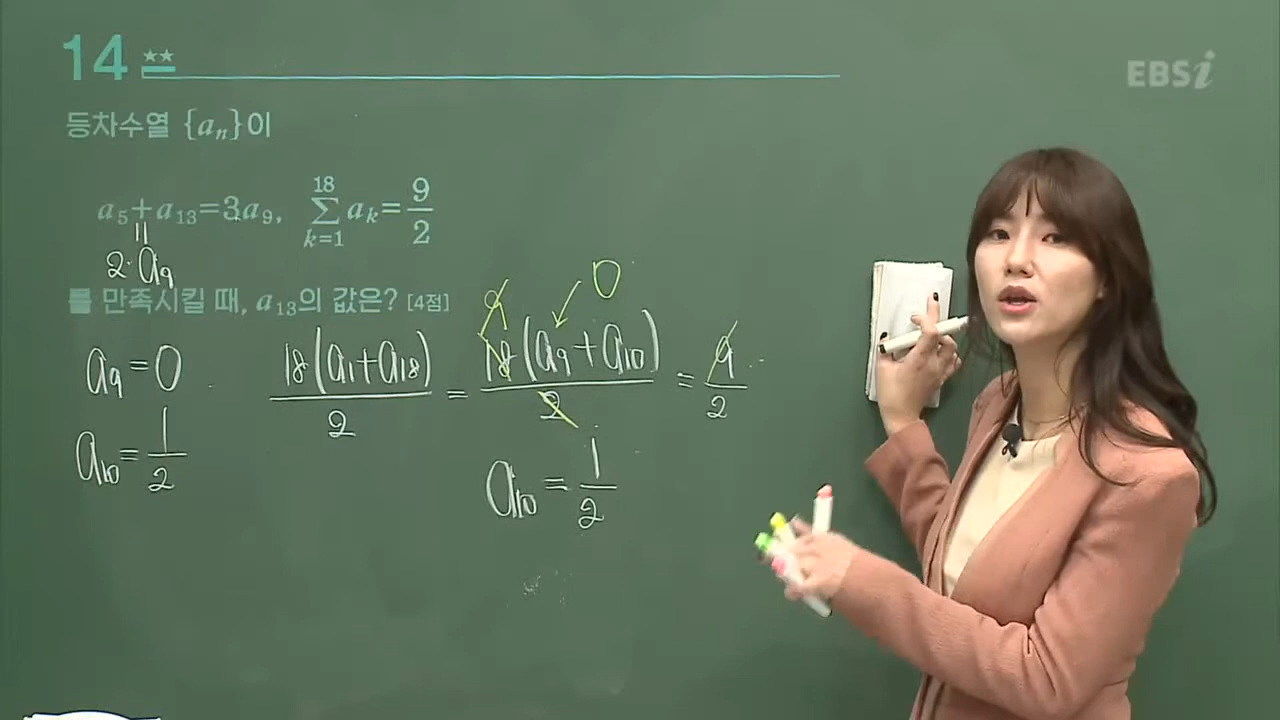 14 ★★
EBSi
등차수열 {aₙ}이
a₅+a₁₃=3a₉, ∑_{k=1}^{18} aₖ=9/2
=
2·a₉
를 만족시킬 때, a₁₃의 값은? [4점]
a₉=0
a₁₀=1/2
18(a₁+a₁₈)/2 = 18(a₉+a₁₀)/2 = 9/2
9
0
a₁₀=1/2